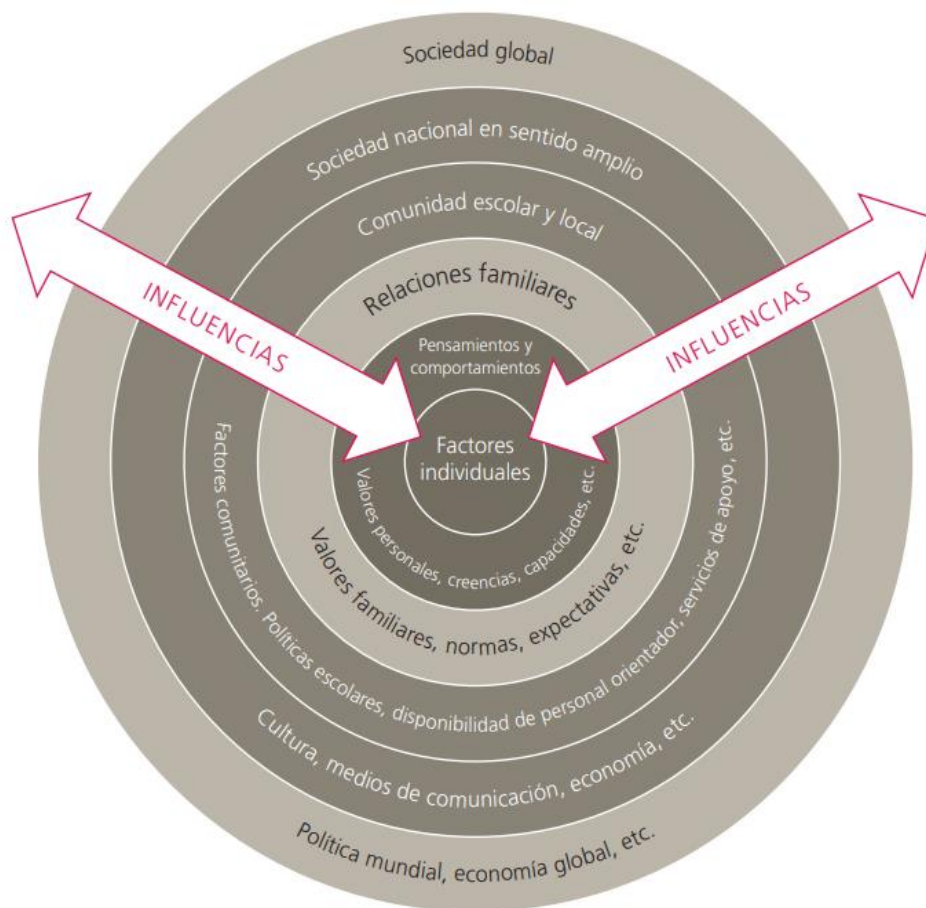 Sociedad global
Sociedad nacional en sentido amplio
Comunidad escolar y local
Relaciones familiares
Pensamientos y
comportamientos
INFLUENCIAS
INFLUENCIAS
Factores
individuales
Valores personales, creencias, capacidades, etc.
Valores familiares, normas, expectativas, etc.
Factores comunitarios. Políticas escolares, disponibilidad de personal orientador, servicios de apoyo, etc.
Cultura, medios de comunicación, economía, etc.
Política mundial, economía global, etc.